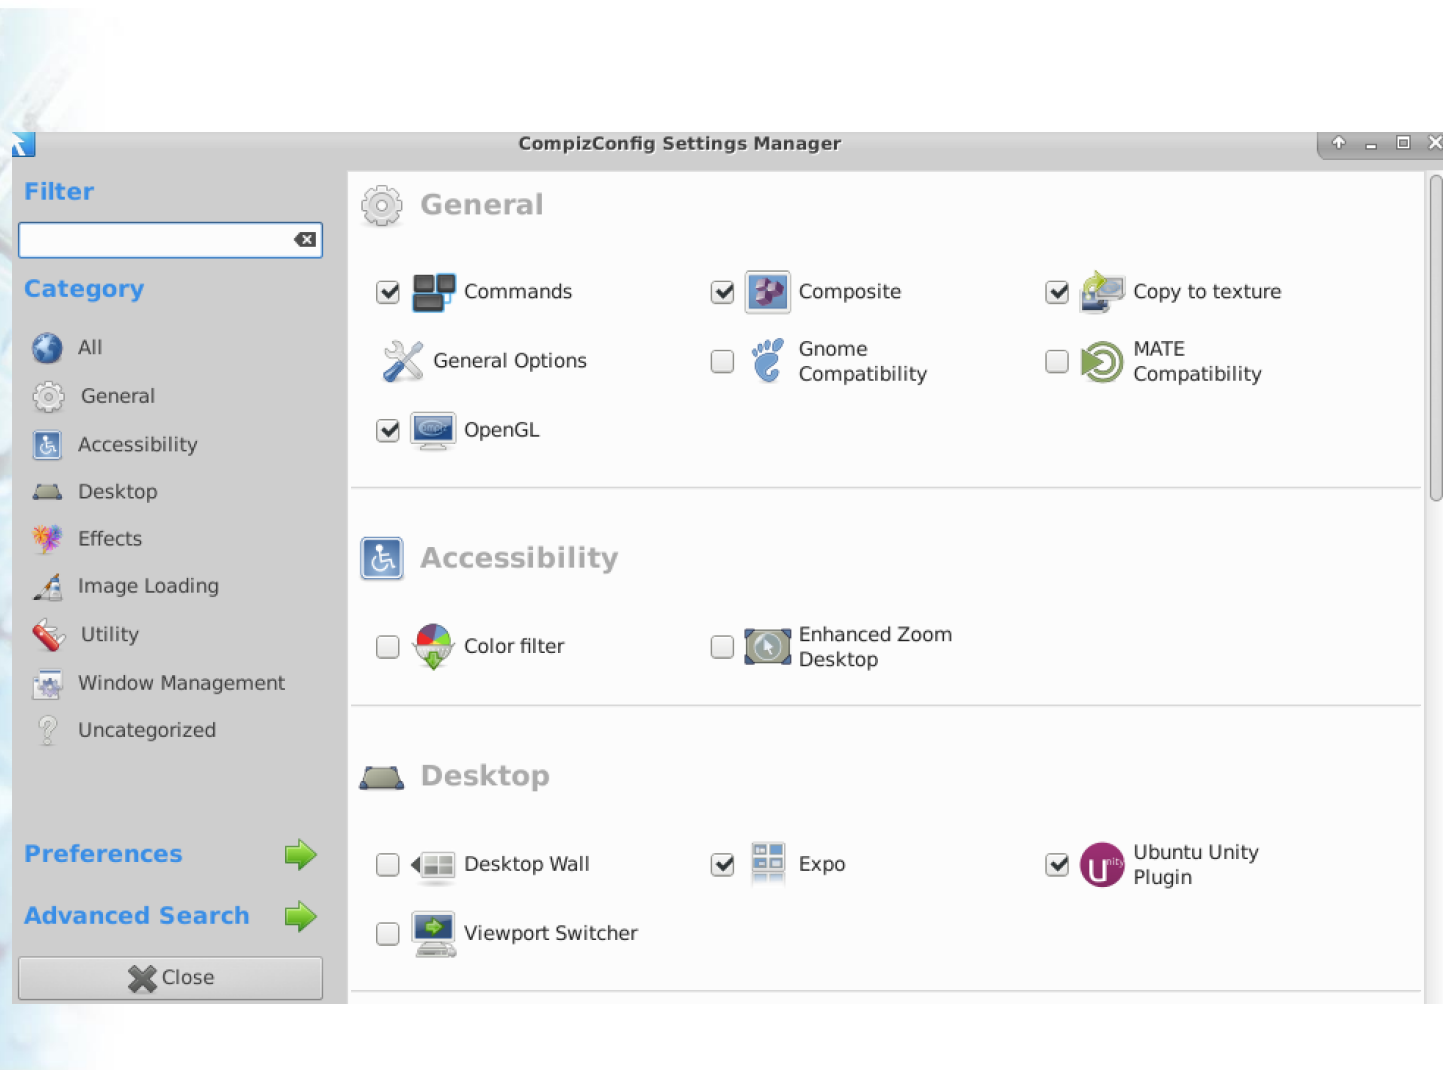 CompizConfig Settings Manager
Filter
Category
All
General
Accessibility
Desktop
Effects
Image Loading
Utility
Window Management
Uncategorized
Preferences
Advanced Search
Close
General
Commands
Composite
Copy to texture
General Options
Gnome
Compatibility
MATE
Compatibility
OpenGL
Accessibility
Color filter
Enhanced Zoom
Desktop
Desktop
Desktop Wall
Expo
Ubuntu Unity
Plugin
Viewport Switcher